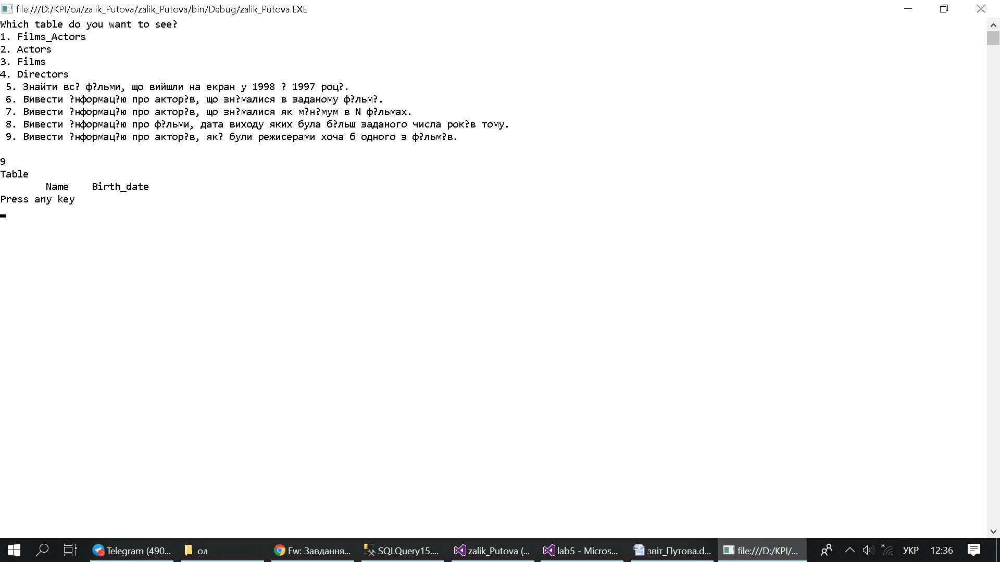 file:///D:/KPI/ол/zalik_Putova/zalik_Putova/bin/Debug/zalik_Putova.EXE
Which table do you want to see?
1. Films_Actors
2. Actors
3. Films
4. Directors
5. Знайти вс? ф?льми, що вийшли на екран у 1998 ? 1997 роц?.
6. Вивести ?нформац?ю про актор?в, що зн?малися в заданому ф?льм?.
7. Вивести ?нформац?ю про актор?в, що зн?малися як м?н?мум в N ф?льмах.
8. Вивести ?нформац?ю про ф?льми, дата виходу яких була б?льш заданого числа рок?в тому.
9. Вивести ?нформац?ю про актор?в, як? були режисерами хоча б одного з ф?льм?в.
9
Table
Name Birth_date
Press any key
Telegram (490... ол Fw: Завдання... SQLQuery15.... zalik_Putova (... lab5 - Micros... звіт_Путова.d... file:///D:/KPI/... УКР 12:36